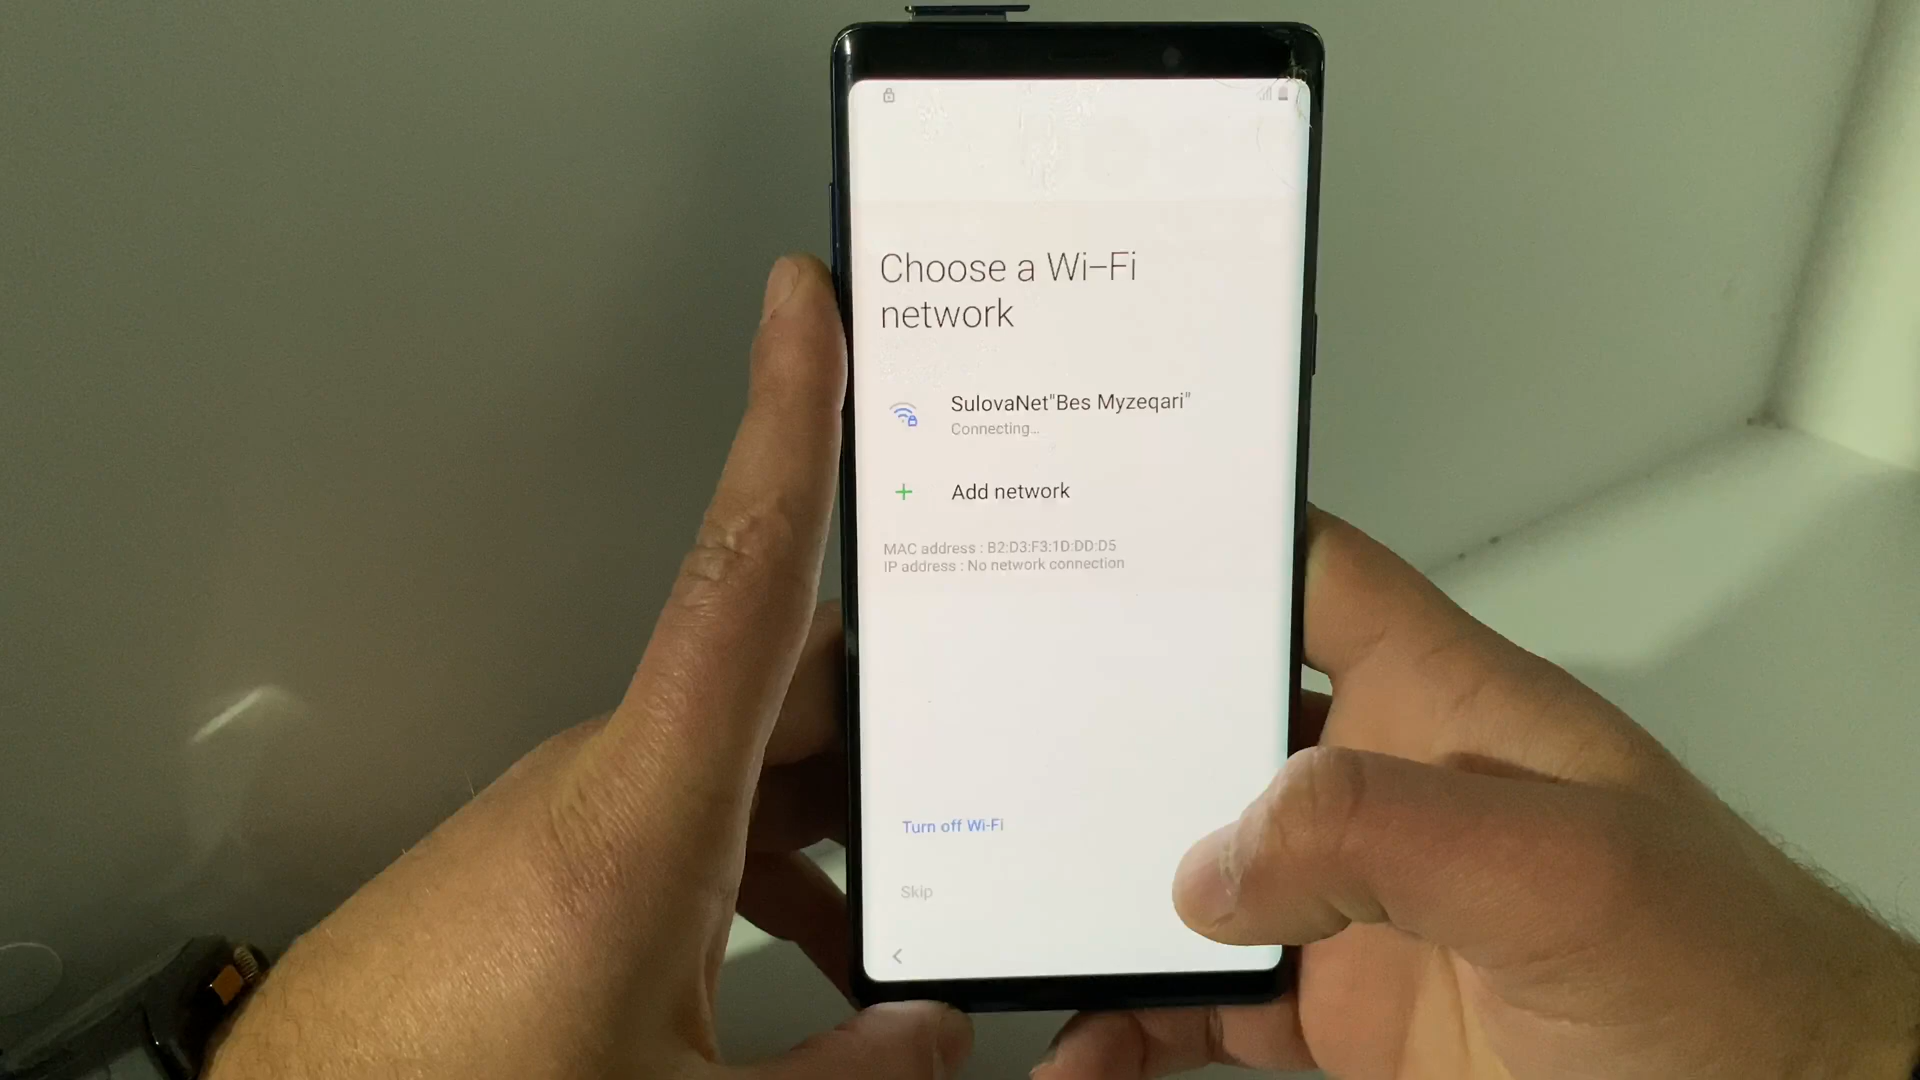 Choose a Wi-Fi
network
SulovaNet"Bes Myzeqari"
Connecting...
Add network
MAC address : B2:D3:F3:1D:DD:D5
IP address : No network connection
Turn off Wi-Fi
Skip